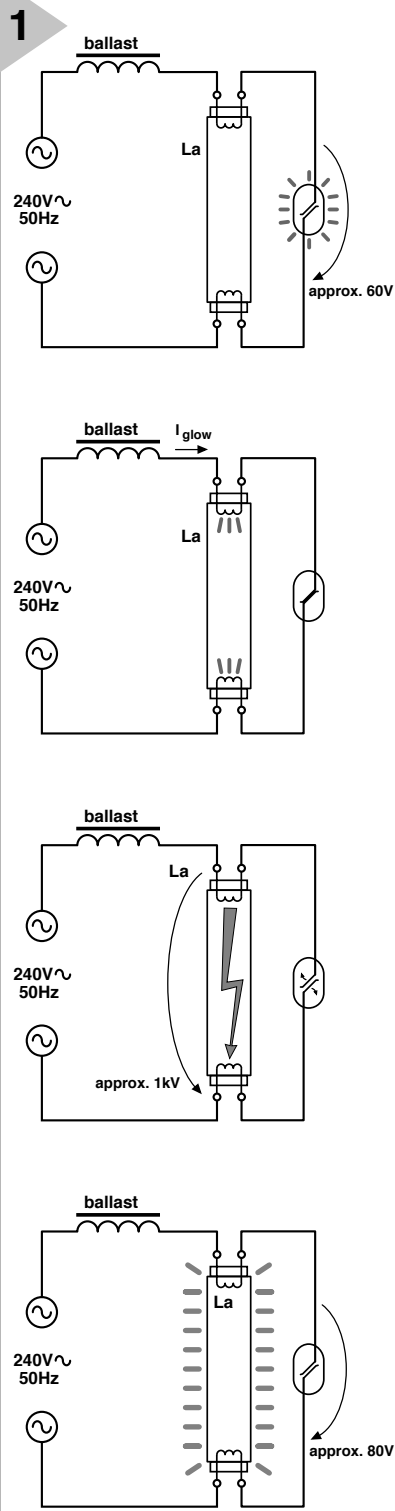 1
ballast
La
240V∿
50Hz
approx. 60V
ballast
I glow
La
240V∿
50Hz
ballast
La
240V∿
50Hz
approx. 1kV
ballast
La
240V∿
50Hz
approx. 80V